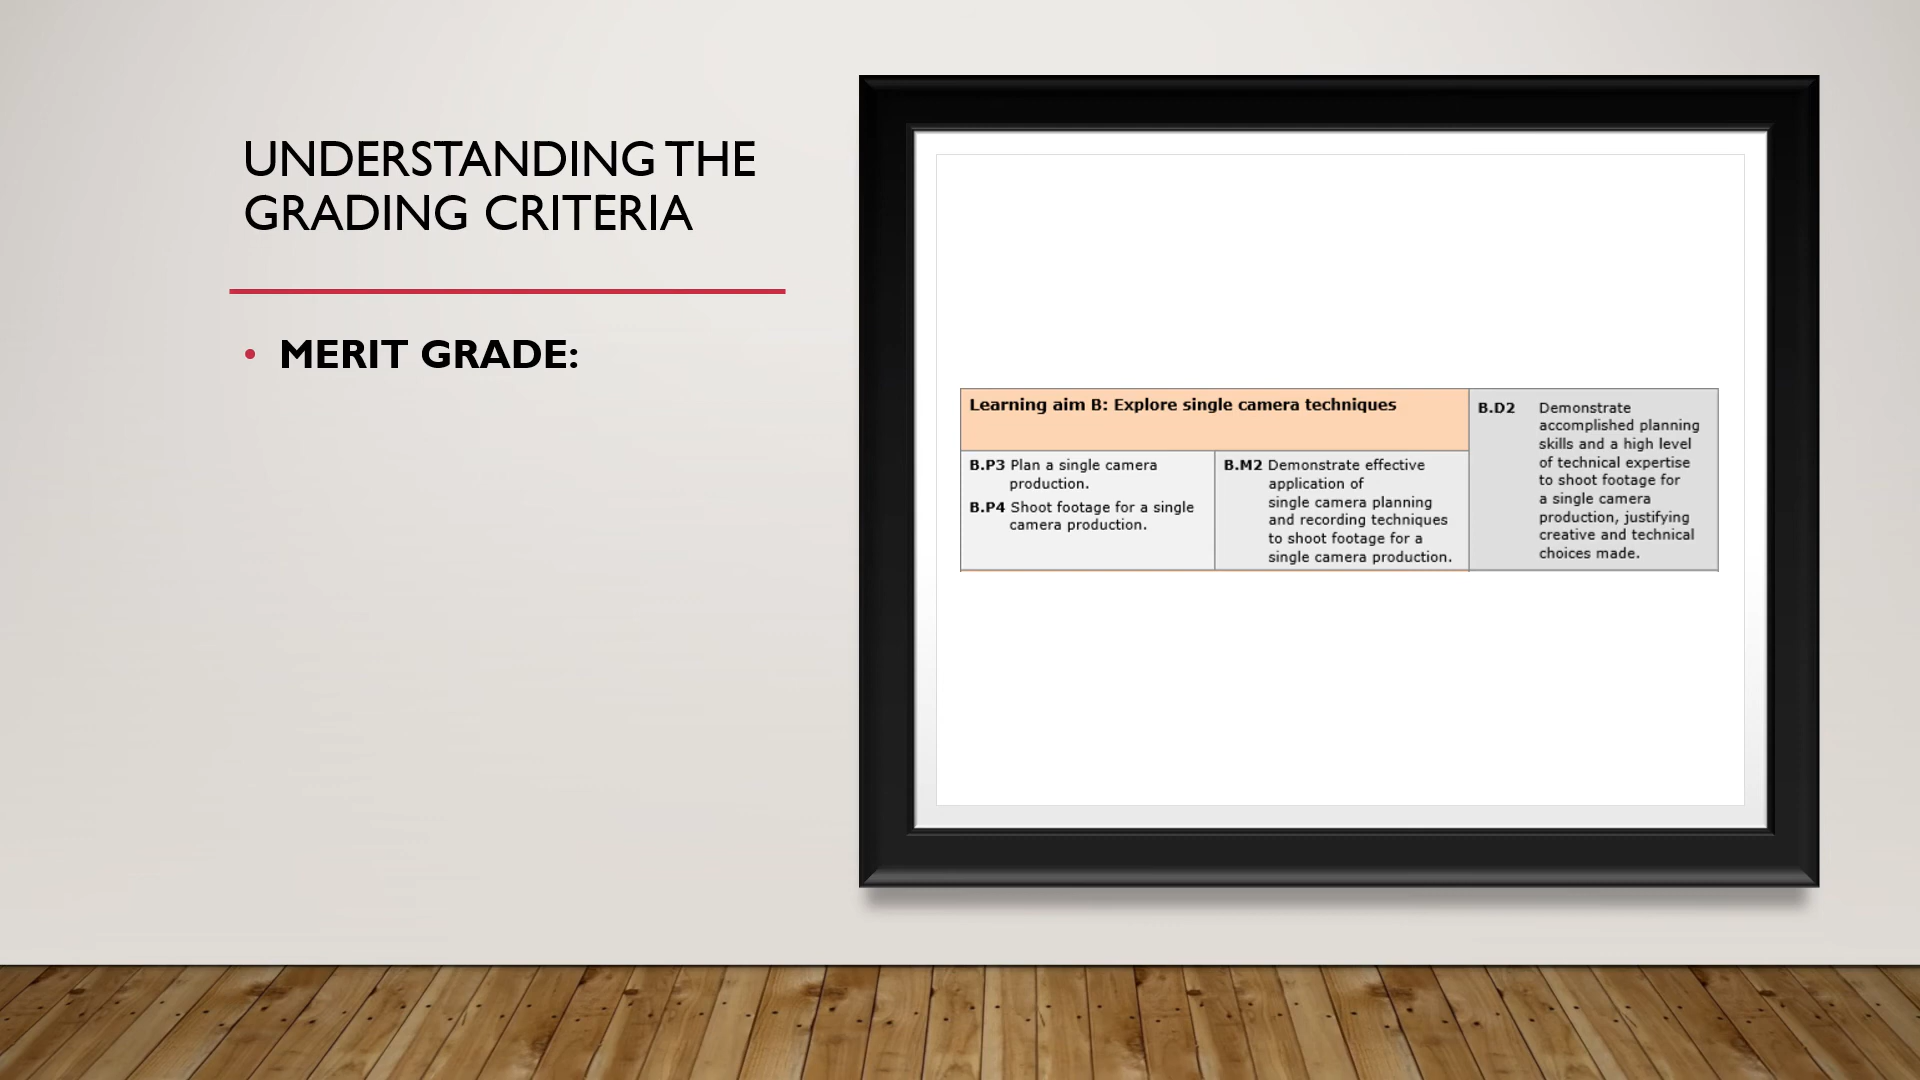 UNDERSTANDING THE
GRADING CRITERIA
• MERIT GRADE:
Learning aim B: Explore single camera techniques
B.P3 Plan a single camera
production.
B.P4 Shoot footage for a single
camera production.
B.M2 Demonstrate effective
application of
single camera planning
and recording techniques
to shoot footage for a
single camera production.
B.D2 Demonstrate
accomplished planning
skills and a high level
of technical expertise
to shoot footage for
a single camera
production, justifying
creative and technical
choices made.